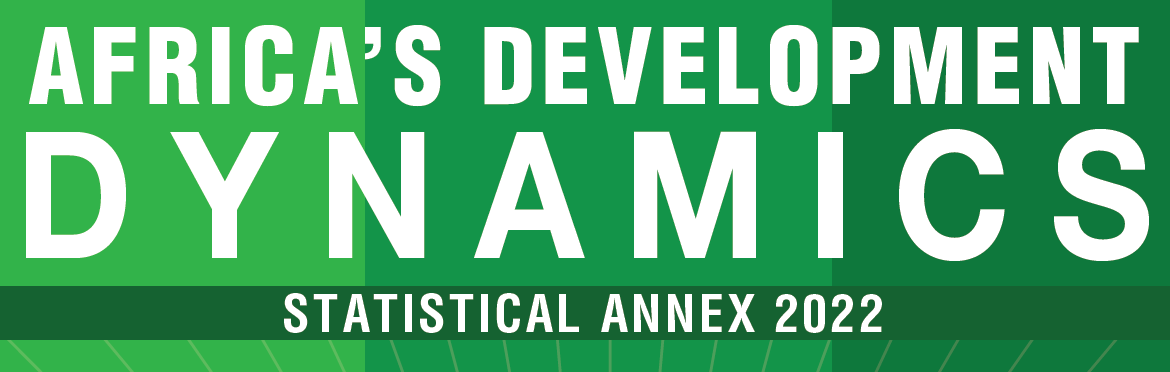 AFRICA’S DEVELOPMENT
DYNAMICS
STATISTICAL ANNEX 2022